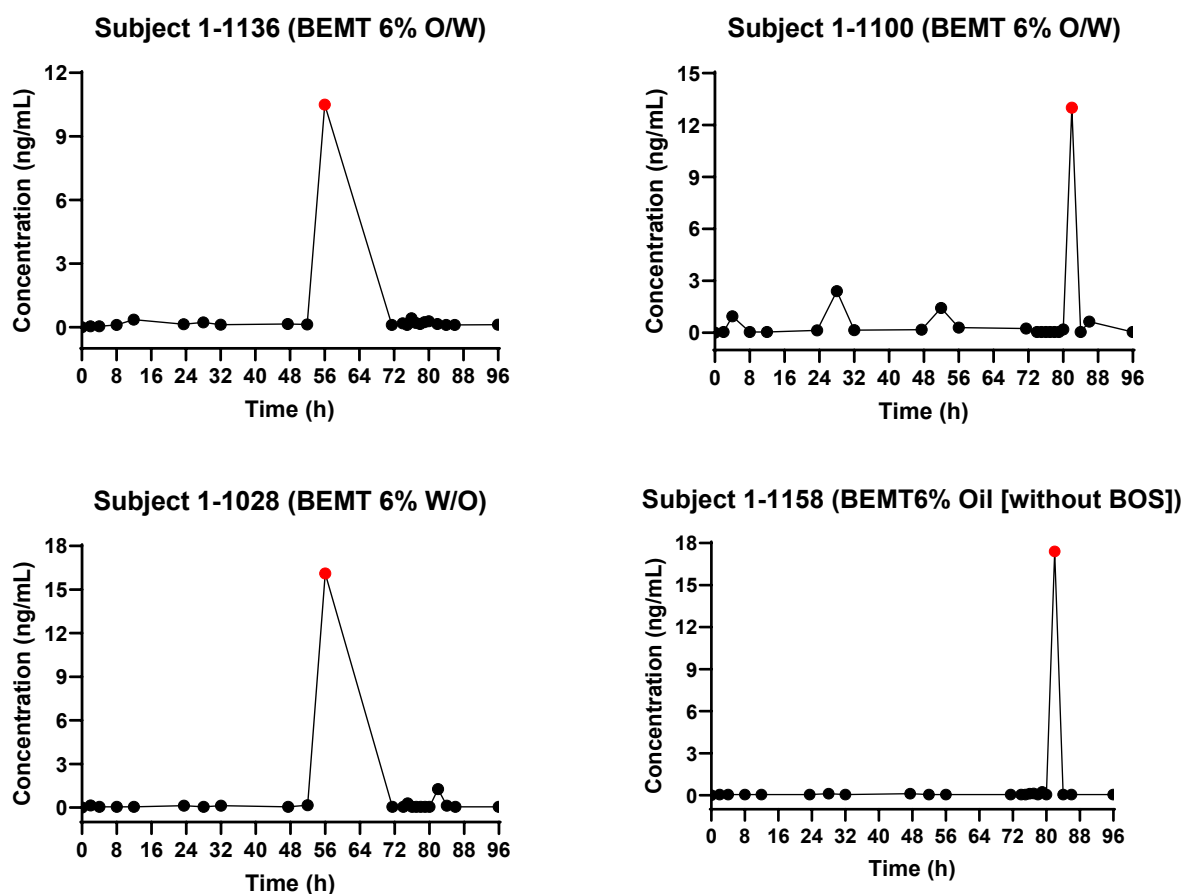 Subject 1-1136 (BEMT 6% O/W)
Concentration (ng/mL)
12
9
6
3
0
0 8 16 24 32 40 48 56 64 72 80 88 96
Time (h)
Subject 1-1100 (BEMT 6% O/W)
Concentration (ng/mL)
15
12
9
6
3
0
0 8 16 24 32 40 48 56 64 72 80 88 96
Time (h)
Subject 1-1028 (BEMT 6% W/O)
Concentration (ng/mL)
18
15
12
9
6
3
0
0 8 16 24 32 40 48 56 64 72 80 88 96
Time (h)
Subject 1-1158 (BEMT6% Oil [without BOS])
Concentration (ng/mL)
18
15
12
9
6
3
0
0 8 16 24 32 40 48 56 64 72 80 88 96
Time (h)